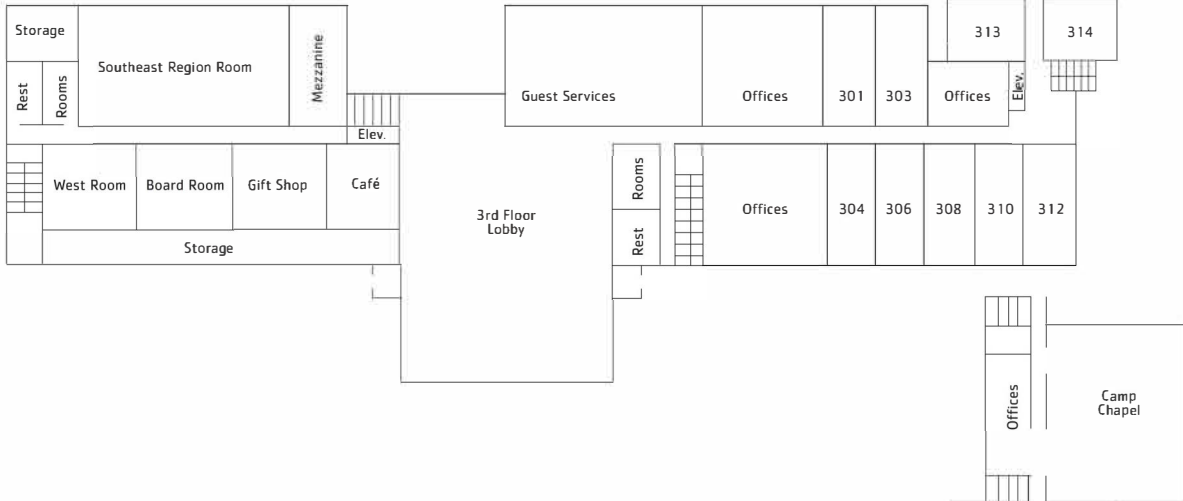 Storage
Rest
Rooms
Southeast Region Room
Mezzanine
Elev.
Guest Services
Offices
301
303
Offices
Elev.
313
314
West Room
Board Room
Gift Shop
Café
Storage
3rd Floor
Lobby
Rooms
Rest
Offices
304
306
308
310
312
Offices
Camp
Chapel